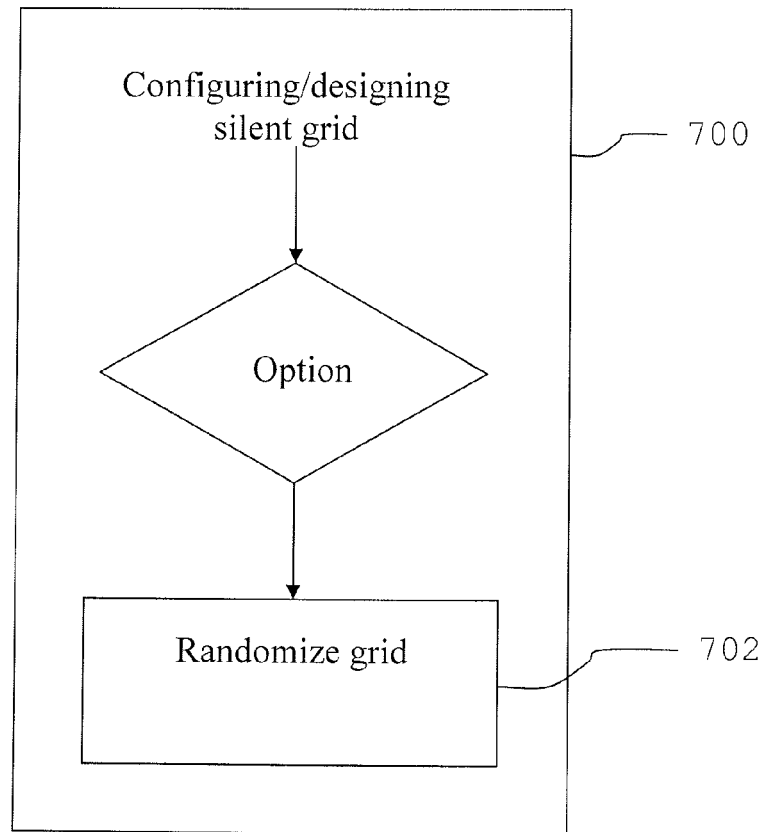 Configuring/designing
silent grid
700
Option
Randomize grid
702